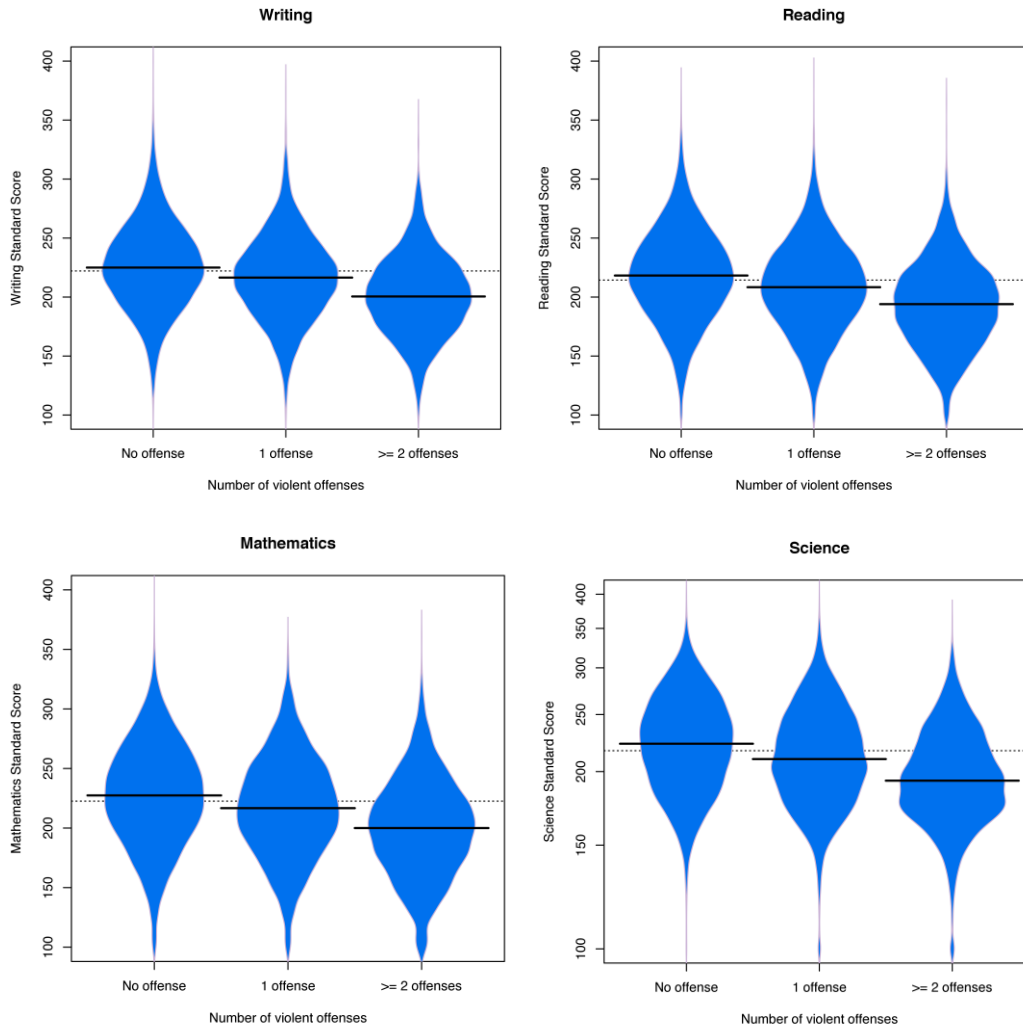 Writing
Writing Standard Score
400
350
300
250
200
150
100
No offense 1 offense >= 2 offenses
Number of violent offenses
Reading
Reading Standard Score
400
350
300
250
200
150
100
No offense 1 offense >= 2 offenses
Number of violent offenses
Mathematics
Mathematics Standard Score
400
350
300
250
200
150
100
No offense 1 offense >= 2 offenses
Number of violent offenses
Science
Science Standard Score
400
350
300
250
200
150
100
No offense 1 offense >= 2 offenses
Number of violent offenses